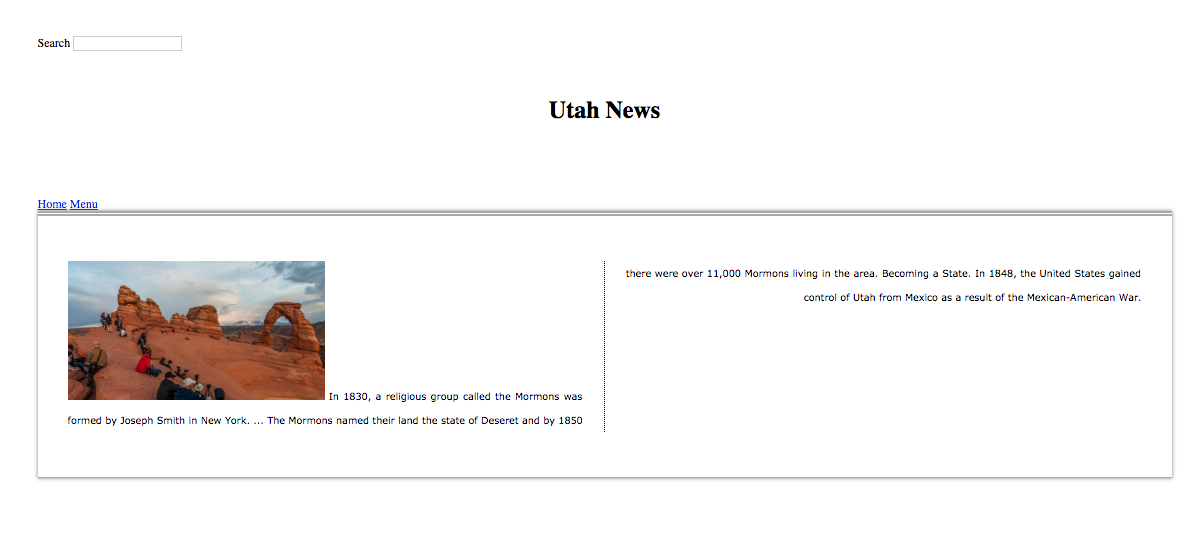 Search
Utah News
Home Menu
In 1830, a religious group called the Mormons was
formed by Joseph Smith in New York. ... The Mormons named their land the state of Deseret and by 1850
there were over 11,000 Mormons living in the area. Becoming a State. In 1848, the United States gained
control of Utah from Mexico as a result of the Mexican-American War.